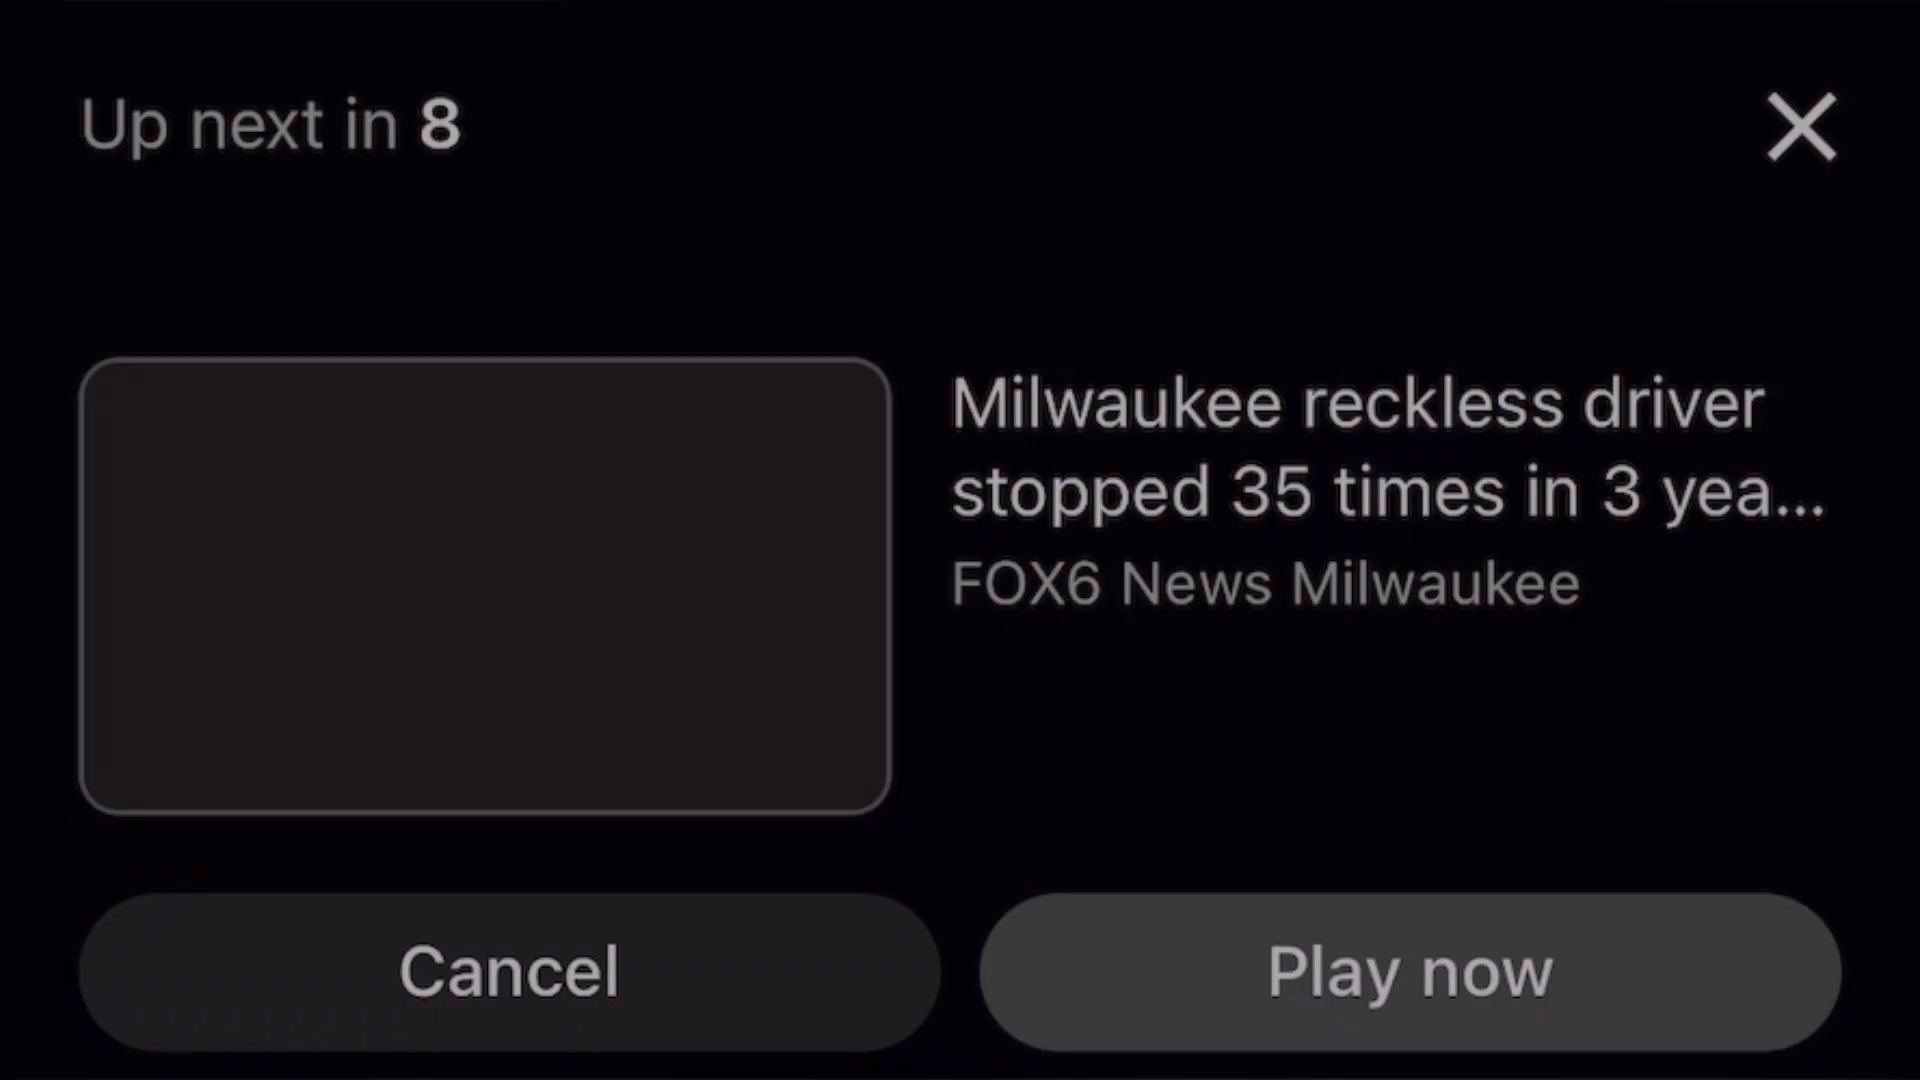 Up next in 8
Milwaukee reckless driver
stopped 35 times in 3 yea...
FOX6 News Milwaukee
Cancel
Play now